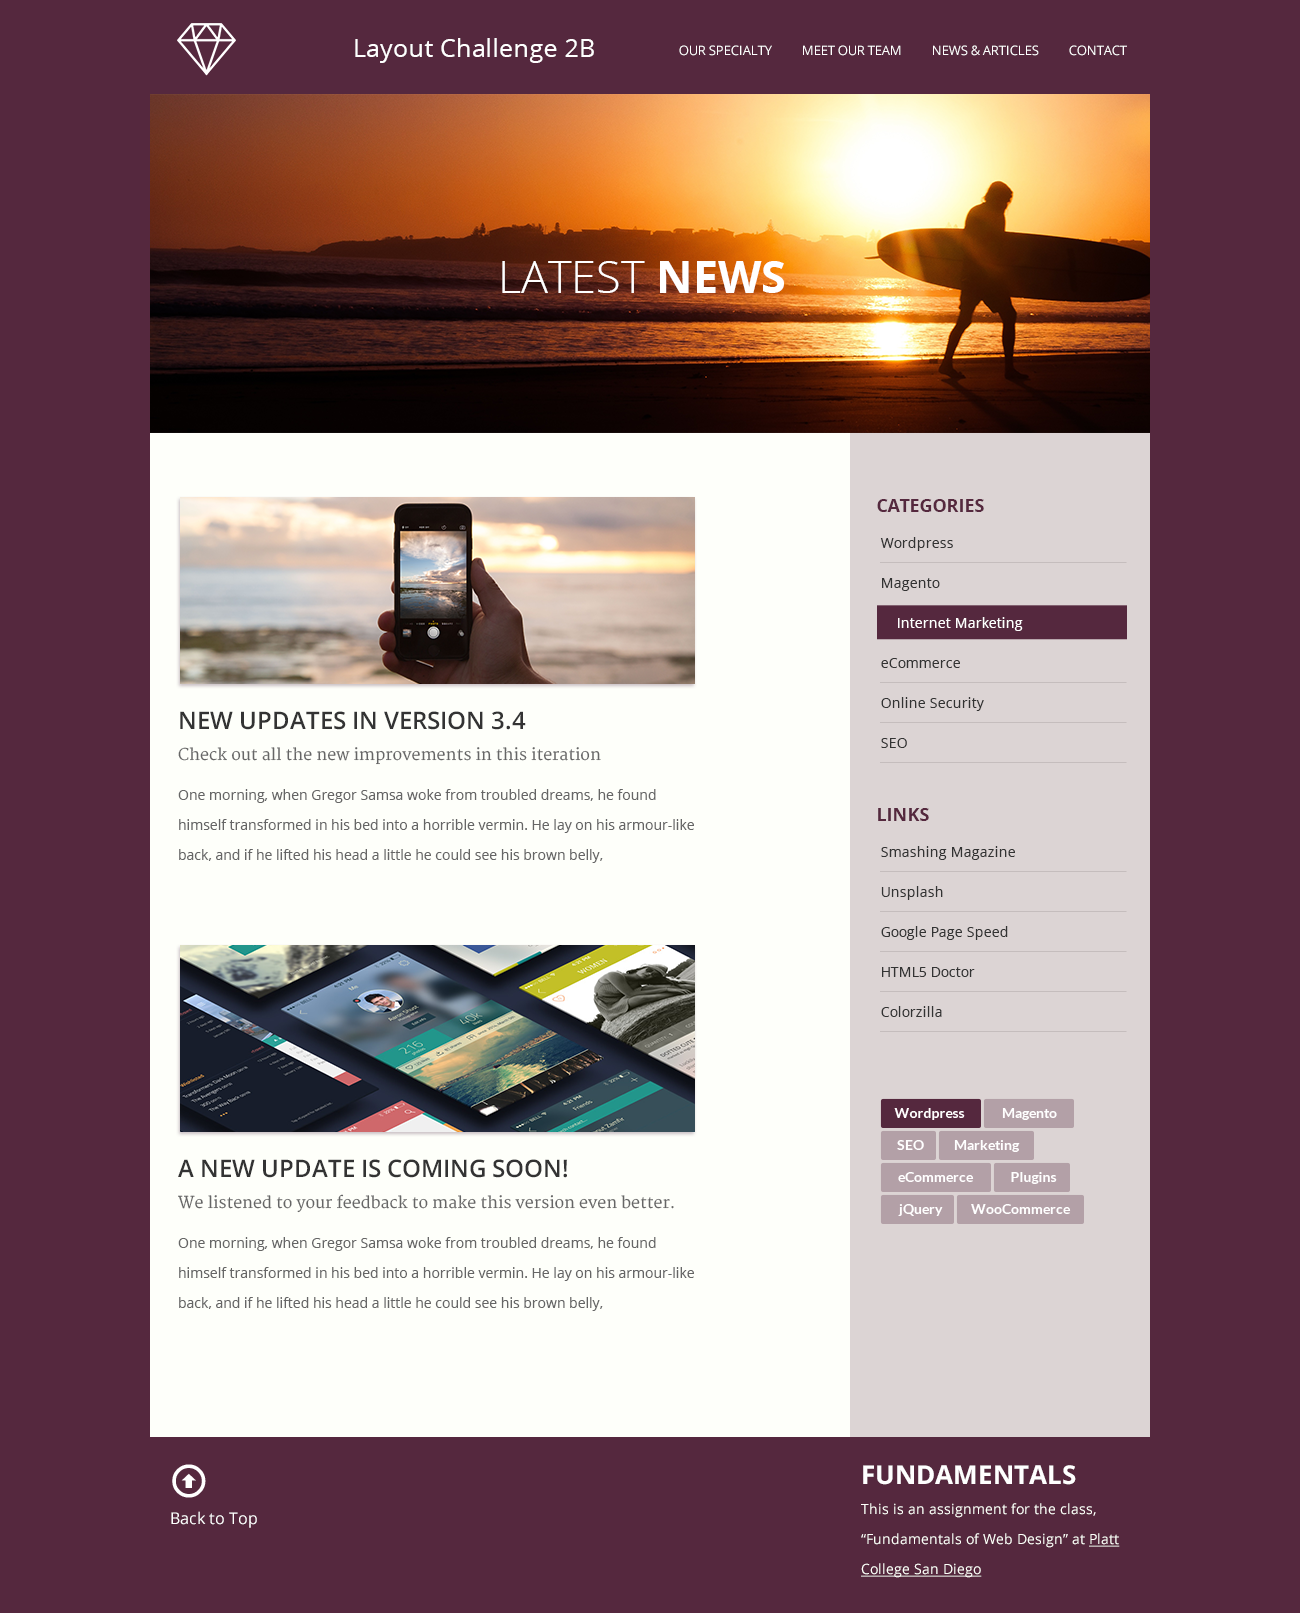 Layout Challenge 2B
OUR SPECIALTY
MEET OUR TEAM
NEWS & ARTICLES
CONTACT
LATEST NEWS
NEW UPDATES IN VERSION 3.4
Check out all the new improvements in this iteration
One morning, when Gregor Samsa woke from troubled dreams, he found
himself transformed in his bed into a horrible vermin. He lay on his armour-like
back, and if he lifted his head a little he could see his brown belly,
Me
Aaron Shoot
216
40k
WOMEN
Friends
A NEW UPDATE IS COMING SOON!
We listened to your feedback to make this version even better.
One morning, when Gregor Samsa woke from troubled dreams, he found
himself transformed in his bed into a horrible vermin. He lay on his armour-like
back, and if he lifted his head a little he could see his brown belly,
CATEGORIES
Wordpress
Magento
Internet Marketing
eCommerce
Online Security
SEO
LINKS
Smashing Magazine
Unsplash
Google Page Speed
HTML5 Doctor
Colorzilla
Wordpress
Magento
SEO
Marketing
eCommerce
Plugins
jQuery
WooCommerce
Back to Top
FUNDAMENTALS
This is an assignment for the class,
“Fundamentals of Web Design” at Platt
College San Diego